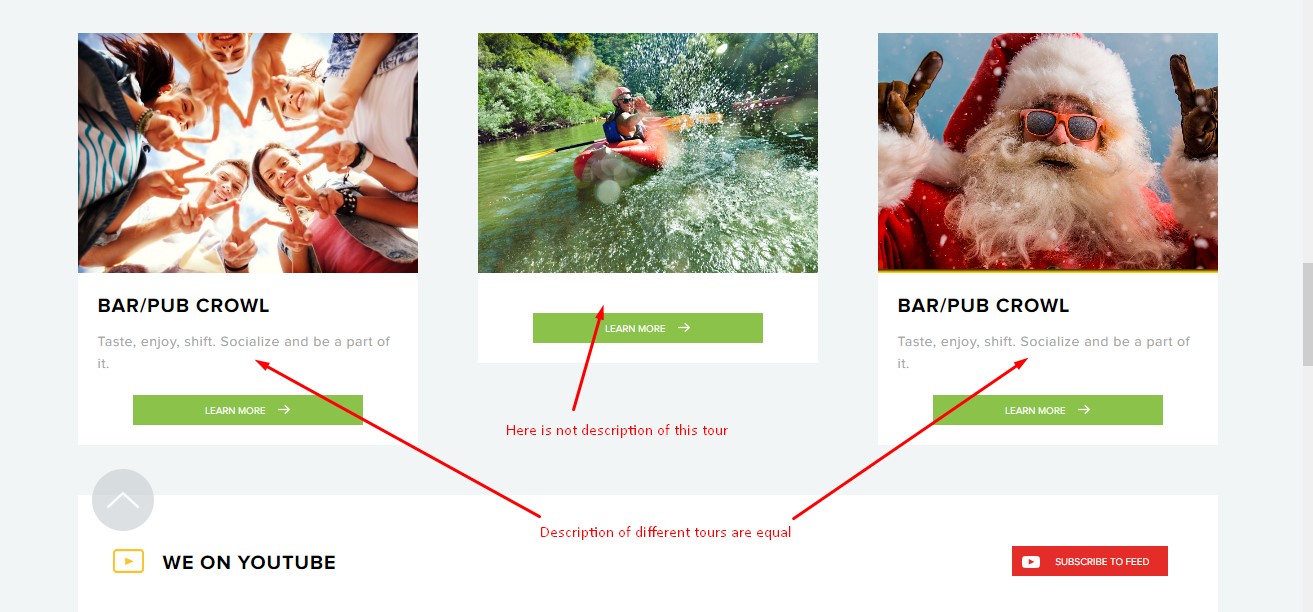 BAR/PUB CROWL
Taste, enjoy, shift. Socialize and be a part of
it.
LEARN MORE
LEARN MORE
BAR/PUB CROWL
Taste, enjoy, shift. Socialize and be a part of
it.
LEARN MORE
Here is not description of this tour
Description of different tours are equal
WE ON YOUTUBE
SUBSCRIBE TO FEED